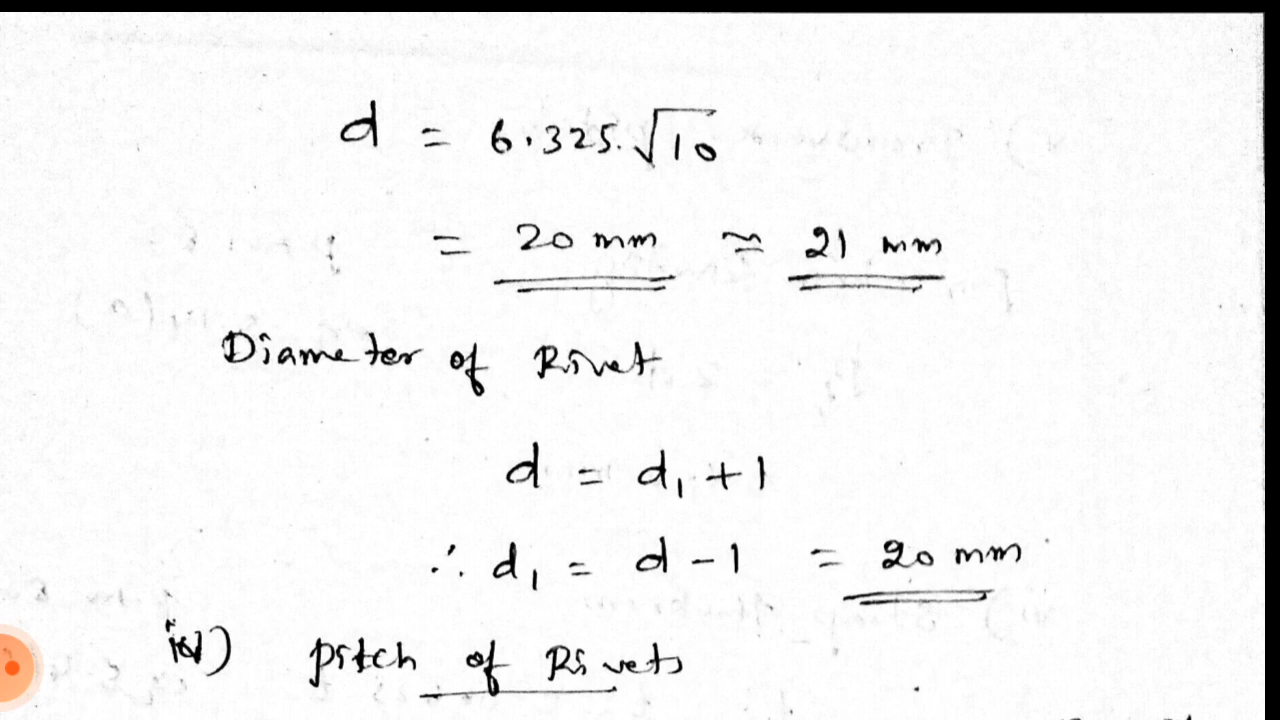 d = 6.325.√10
= 20 mm ≈ 21 mm
Diameter of Rivet
d = d₁ + 1
∴ d₁ = d - 1 = 20 mm
pitch of Rivets